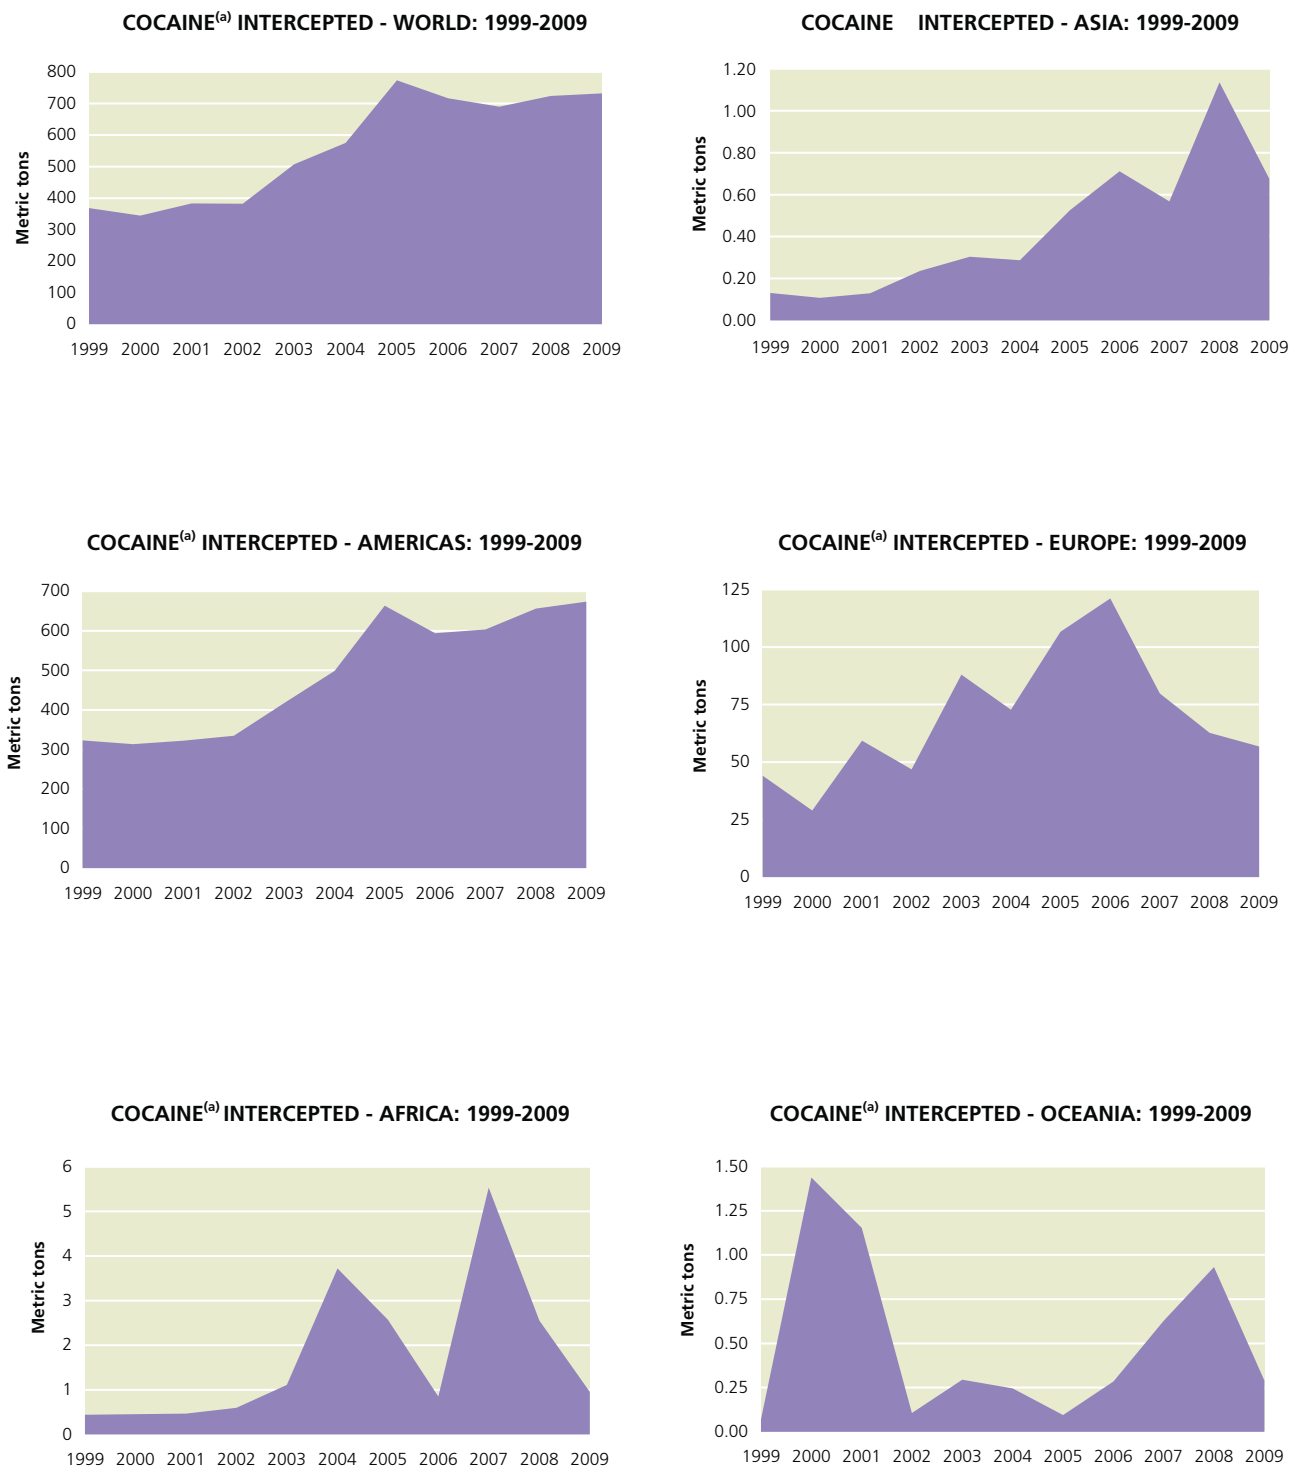 COCAINE(a) INTERCEPTED - WORLD: 1999-2009
800
700
600
500
400
300
200
100
0
Metric tons
1999 2000 2001 2002 2003 2004 2005 2006 2007 2008 2009
COCAINE INTERCEPTED - ASIA: 1999-2009
1.20
1.00
0.80
0.60
0.40
0.20
0.00
Metric tons
1999 2000 2001 2002 2003 2004 2005 2006 2007 2008 2009
COCAINE(a) INTERCEPTED - AMERICAS: 1999-2009
700
600
500
400
300
200
100
0
Metric tons
1999 2000 2001 2002 2003 2004 2005 2006 2007 2008 2009
COCAINE(a) INTERCEPTED - EUROPE: 1999-2009
125
100
75
50
25
0
Metric tons
1999 2000 2001 2002 2003 2004 2005 2006 2007 2008 2009
COCAINE(a) INTERCEPTED - AFRICA: 1999-2009
6
5
4
3
2
1
0
Metric tons
1999 2000 2001 2002 2003 2004 2005 2006 2007 2008 2009
COCAINE(a) INTERCEPTED - OCEANIA: 1999-2009
1.50
1.25
1.00
0.75
0.50
0.25
0.00
Metric tons
1999 2000 2001 2002 2003 2004 2005 2006 2007 2008 2009